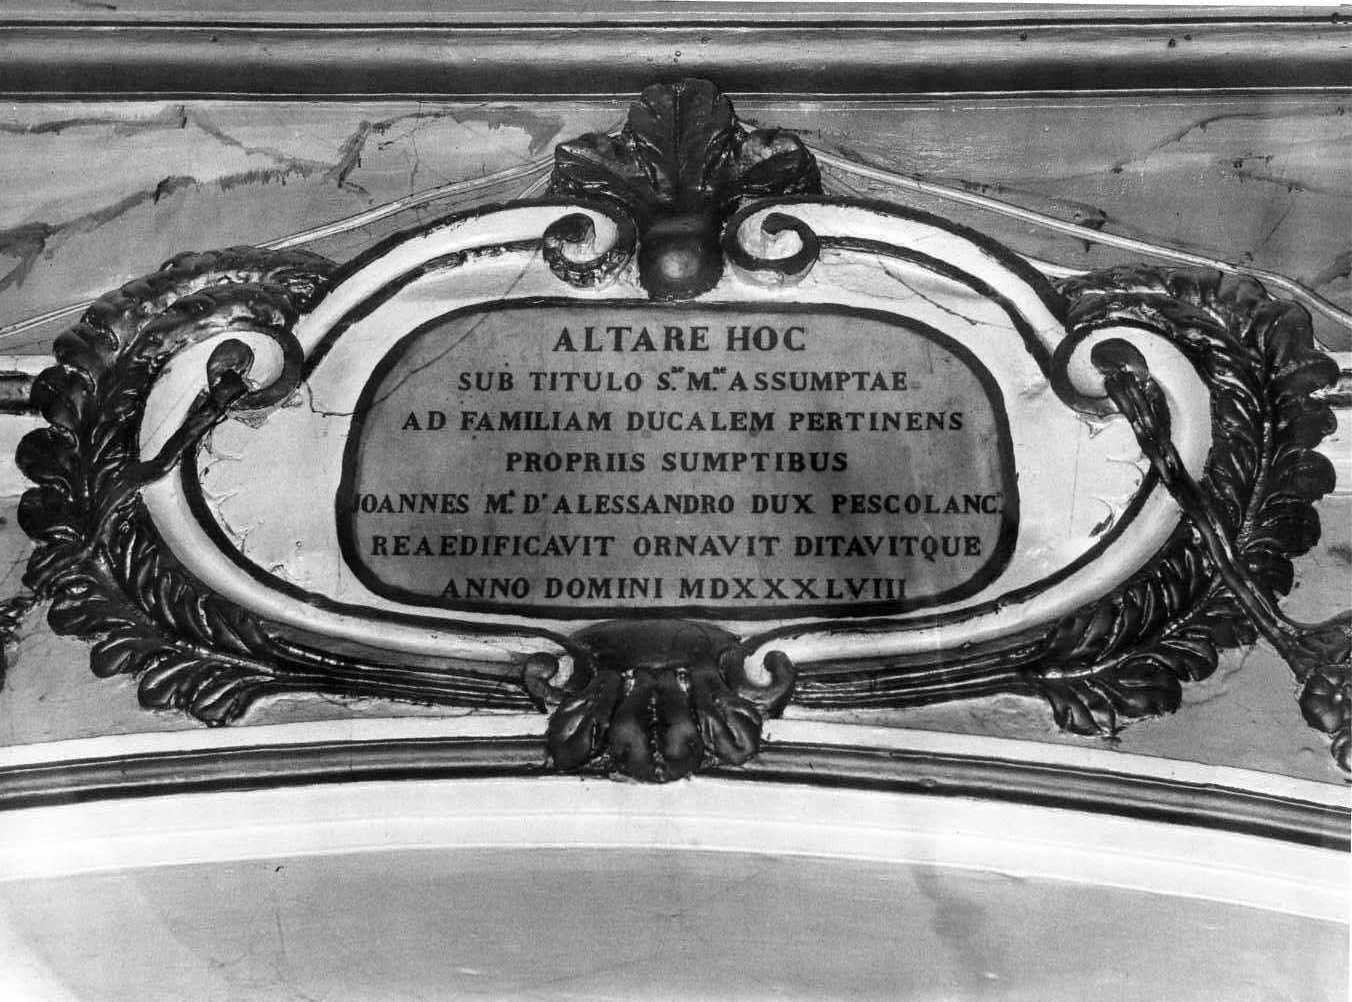 ALTARE HOC
SUB TITULO S.ᵃᵉ M.ᵃᵉ ASSUMPTAE
AD FAMILIAM DUCALEM PERTINENS
PROPRIIS SUMPTIBUS
JOANNES M.ᵃ D' ALESSANDRO DUX PESCOLANC.
REAEDIFICAVIT ORNAVIT DITAVITQUE
ANNO DOMINI MDXXXLVIII